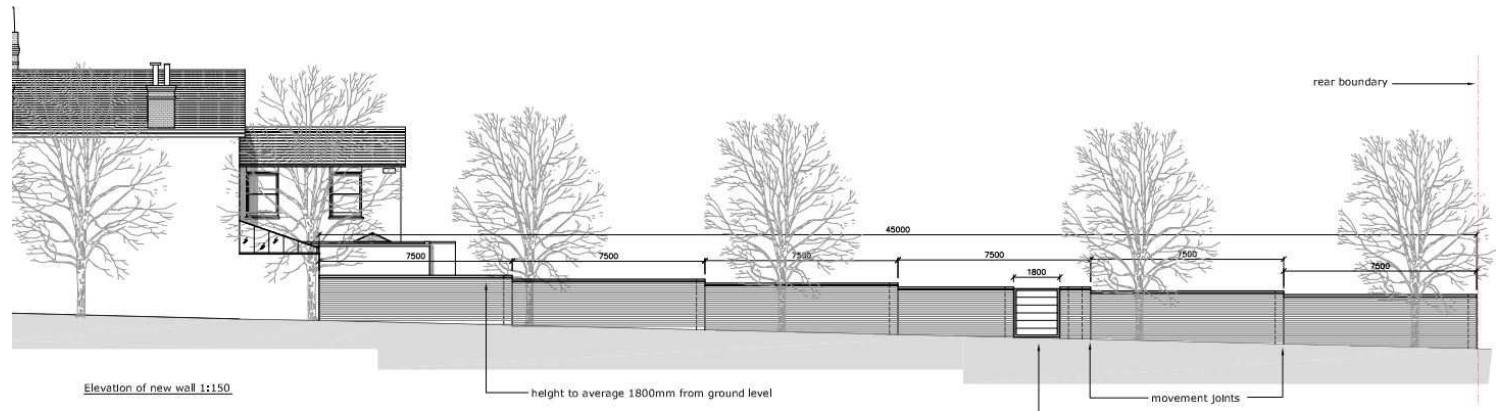 rear boundary
45000
7500
7500
7500
7500
7500
7500
1800
Elevation of new wall 1:150
height to average 1800mm from ground level
movement joints